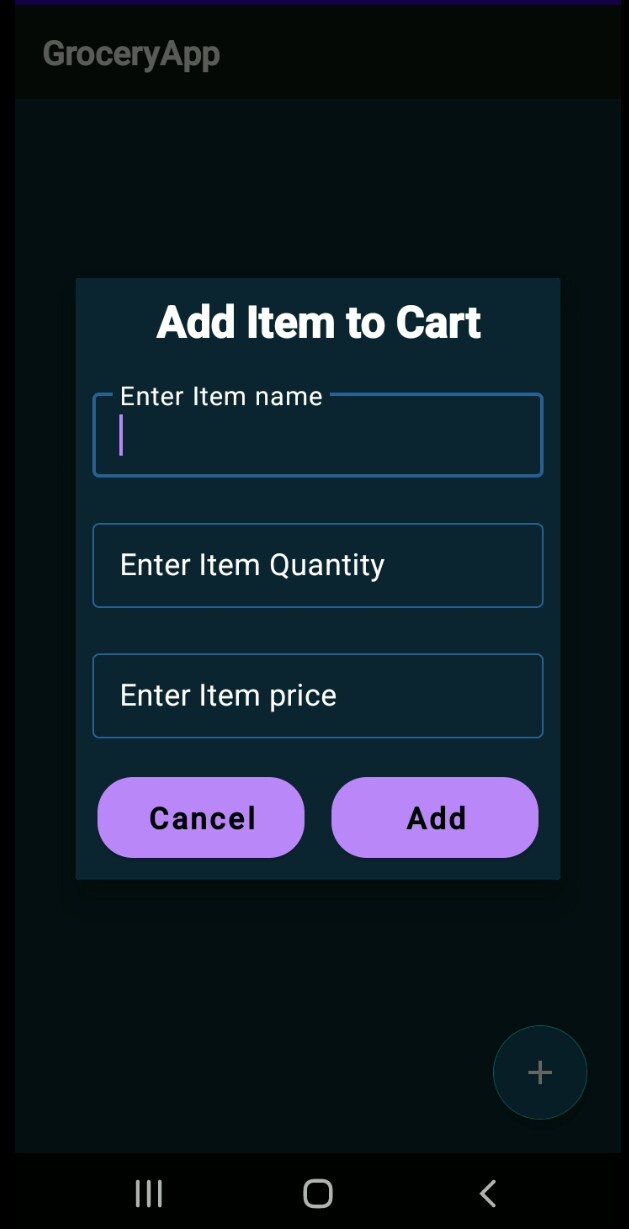 GroceryApp
Add Item to Cart
Enter Item name
Enter Item Quantity
Enter Item price
Cancel Add